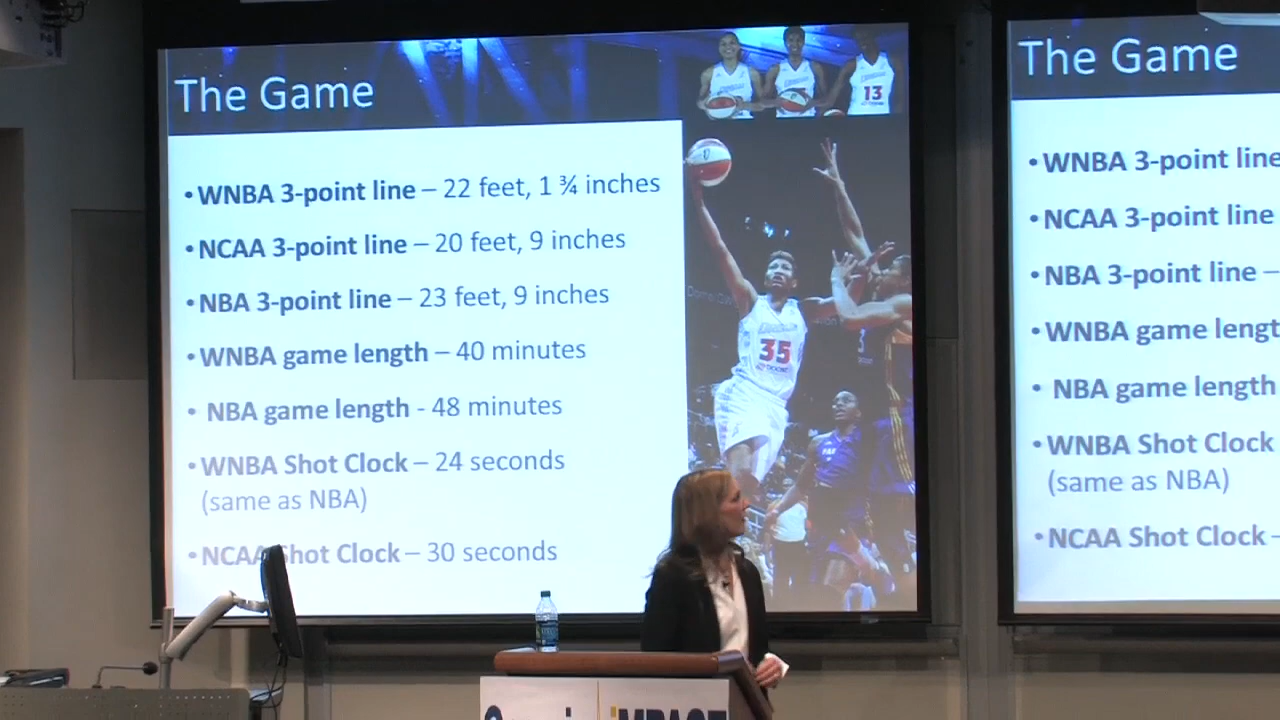 The Game
• WNBA 3-point line – 22 feet, 1 ¾ inches
• NCAA 3-point line – 20 feet, 9 inches
• NBA 3-point line – 23 feet, 9 inches
• WNBA game length – 40 minutes
• NBA game length - 48 minutes
• WNBA Shot Clock – 24 seconds
(same as NBA)
• NCAA Shot Clock – 30 seconds
13
35
The Game
• WNBA 3-point line
• NCAA 3-point line
• NBA 3-point line –
• WNBA game lengt
• NBA game length
• WNBA Shot Clock
(same as NBA)
• NCAA Shot Clock –
iMPACT